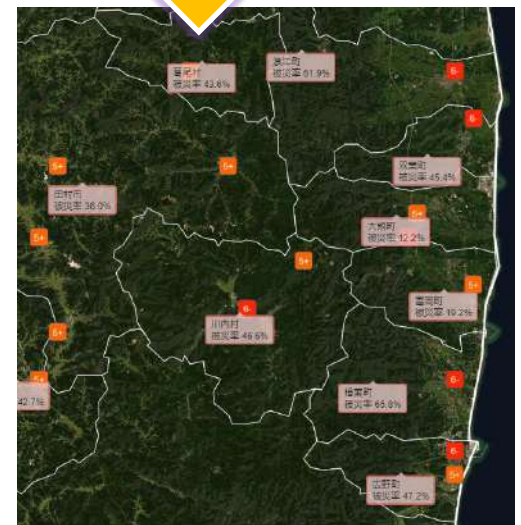 葛尾村
被災率 43.6%
浪江町
被災率 61.9%
6-
6-
双葉町
被災率 45.4%
5+
5+
田村市
被災率 38.0%
5+
大熊町
被災率 12.2%
5+
5+
5+
富岡町
被災率 19.2%
6-
川内村
被災率 46.6%
5+
5+
42.7%
6-
楢葉町
被災率 65.8%
6-
5+
広野町
被災率 47.2%